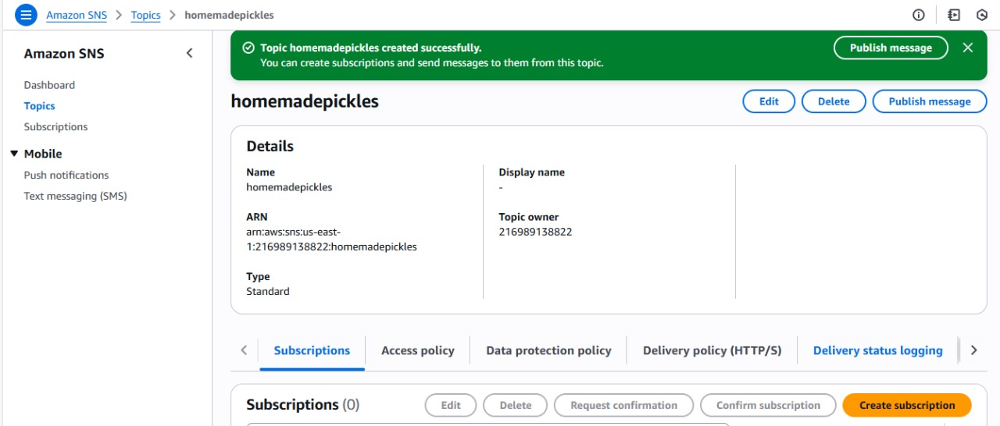 Amazon SNS > Topics > homemadepickles
Amazon SNS
Dashboard
Topics
Subscriptions
Mobile
Push notifications
Text messaging (SMS)
Topic homemadepickles created successfully.
You can create subscriptions and send messages to them from this topic.
Publish message
homemadepickles
Edit
Delete
Publish message
Details
Name
homemadepickles
ARN
arn:aws:sns:us-east-
1:216989138822:homemadepickles
Type
Standard
Display name
-
Topic owner
216989138822
Subscriptions
Access policy
Data protection policy
Delivery policy (HTTP/S)
Delivery status logging
Subscriptions (0)
Edit
Delete
Request confirmation
Confirm subscription
Create subscription